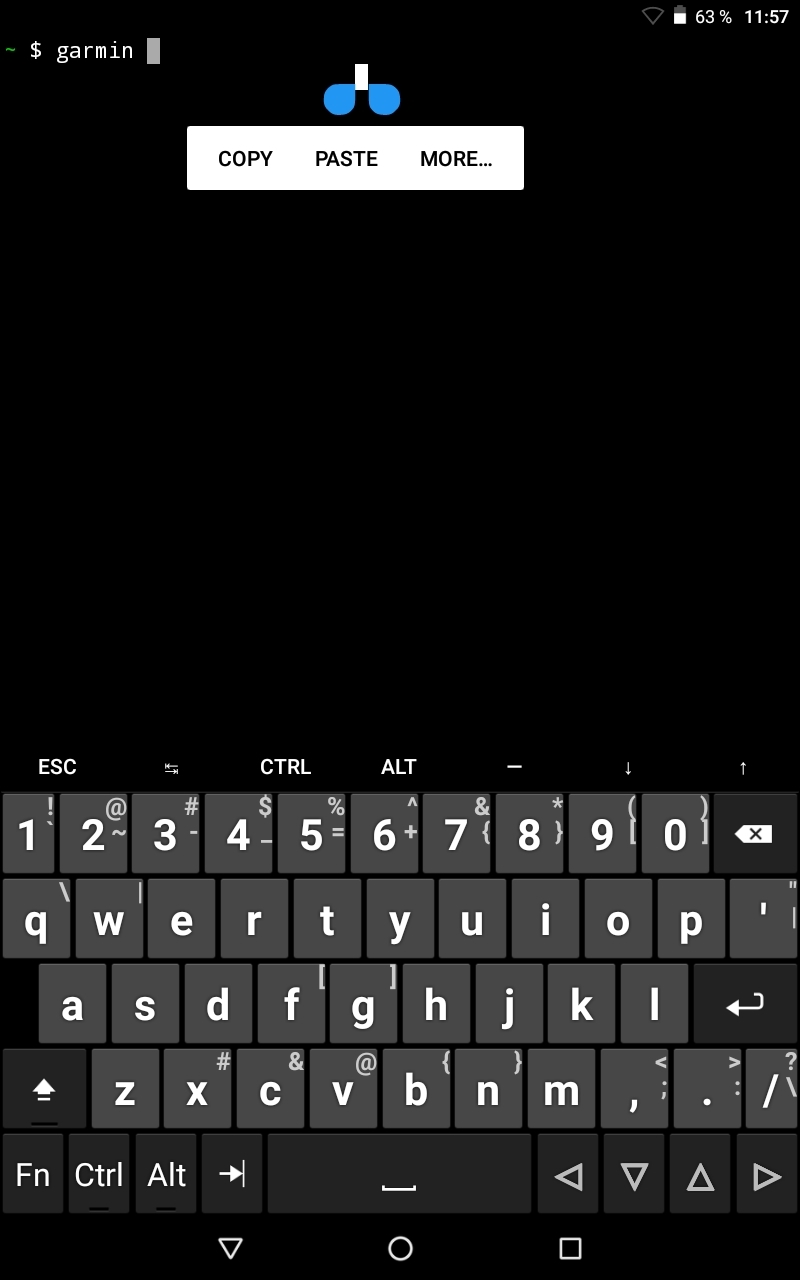 63 % 11:57
~ $ garmin
COPY PASTE MORE...
ESC ↹ CTRL ALT — ↓ ↑
! @ # $ % ^ & * ( )
1 ` 2 ~ 3 - 4 _ 5 = 6 + 7 { 8 } 9 [ 0 ]
\ | "
q w e r t y u i o p ' |
[ ]
a s d f g h j k l
# & @ { } < > ?
z x c v b n m , ; . : / \
Fn Ctrl Alt